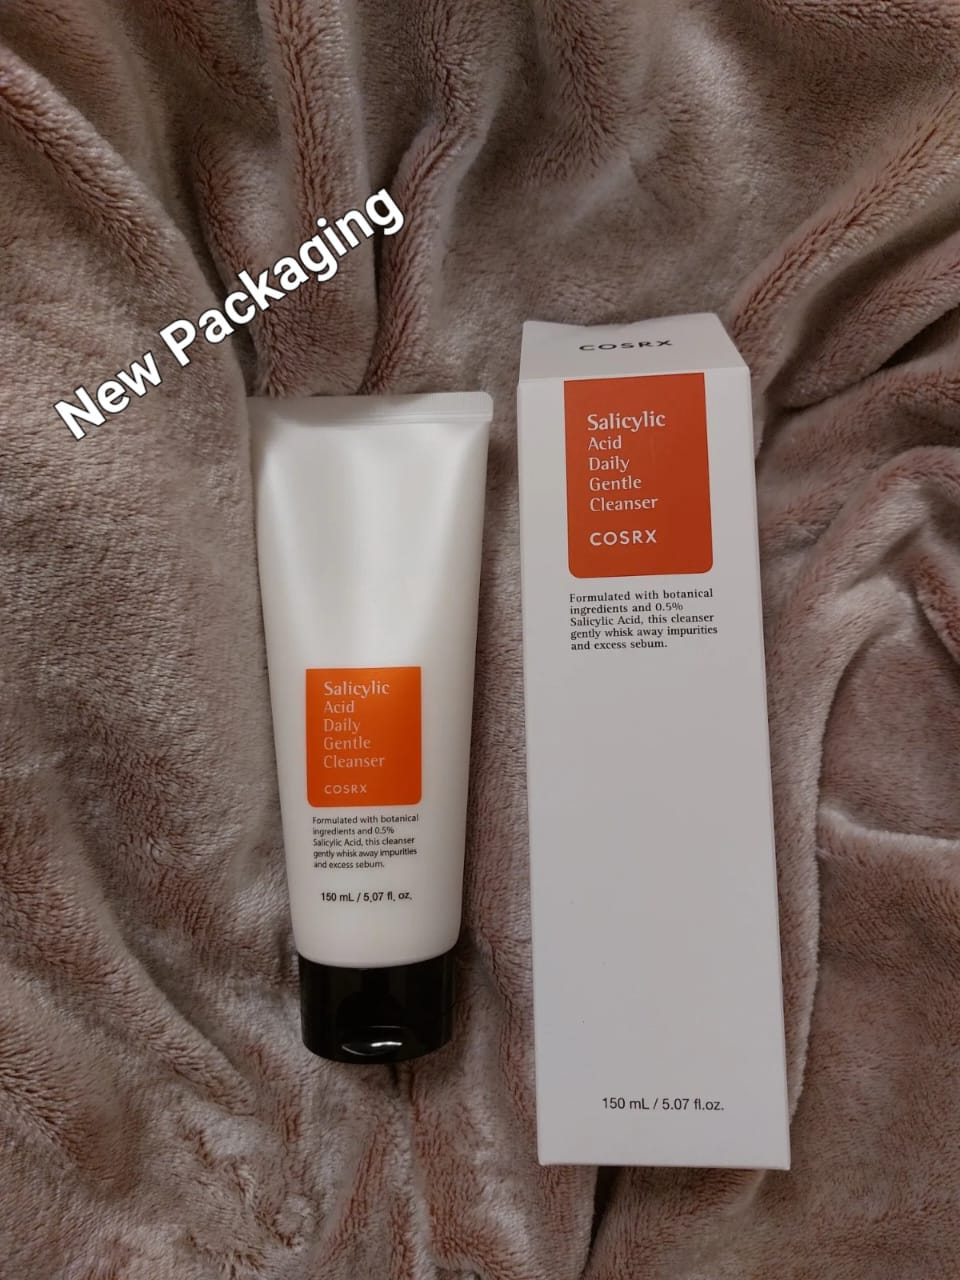 New Packaging
COSRX
Salicylic
Acid
Daily
Gentle
Cleanser
COSRX
Formulated with botanical
ingredients and 0.5%
Salicylic Acid, this cleanser
gently whisk away impurities
and excess sebum.
150 mL / 5.07 fl.oz.
Salicylic
Acid
Daily
Gentle
Cleanser
COSRX
Formulated with botanical
ingredients and 0.5%
Salicylic Acid, this cleanser
gently whisk away impurities
and excess sebum.
150 mL / 5.07 fl. oz.